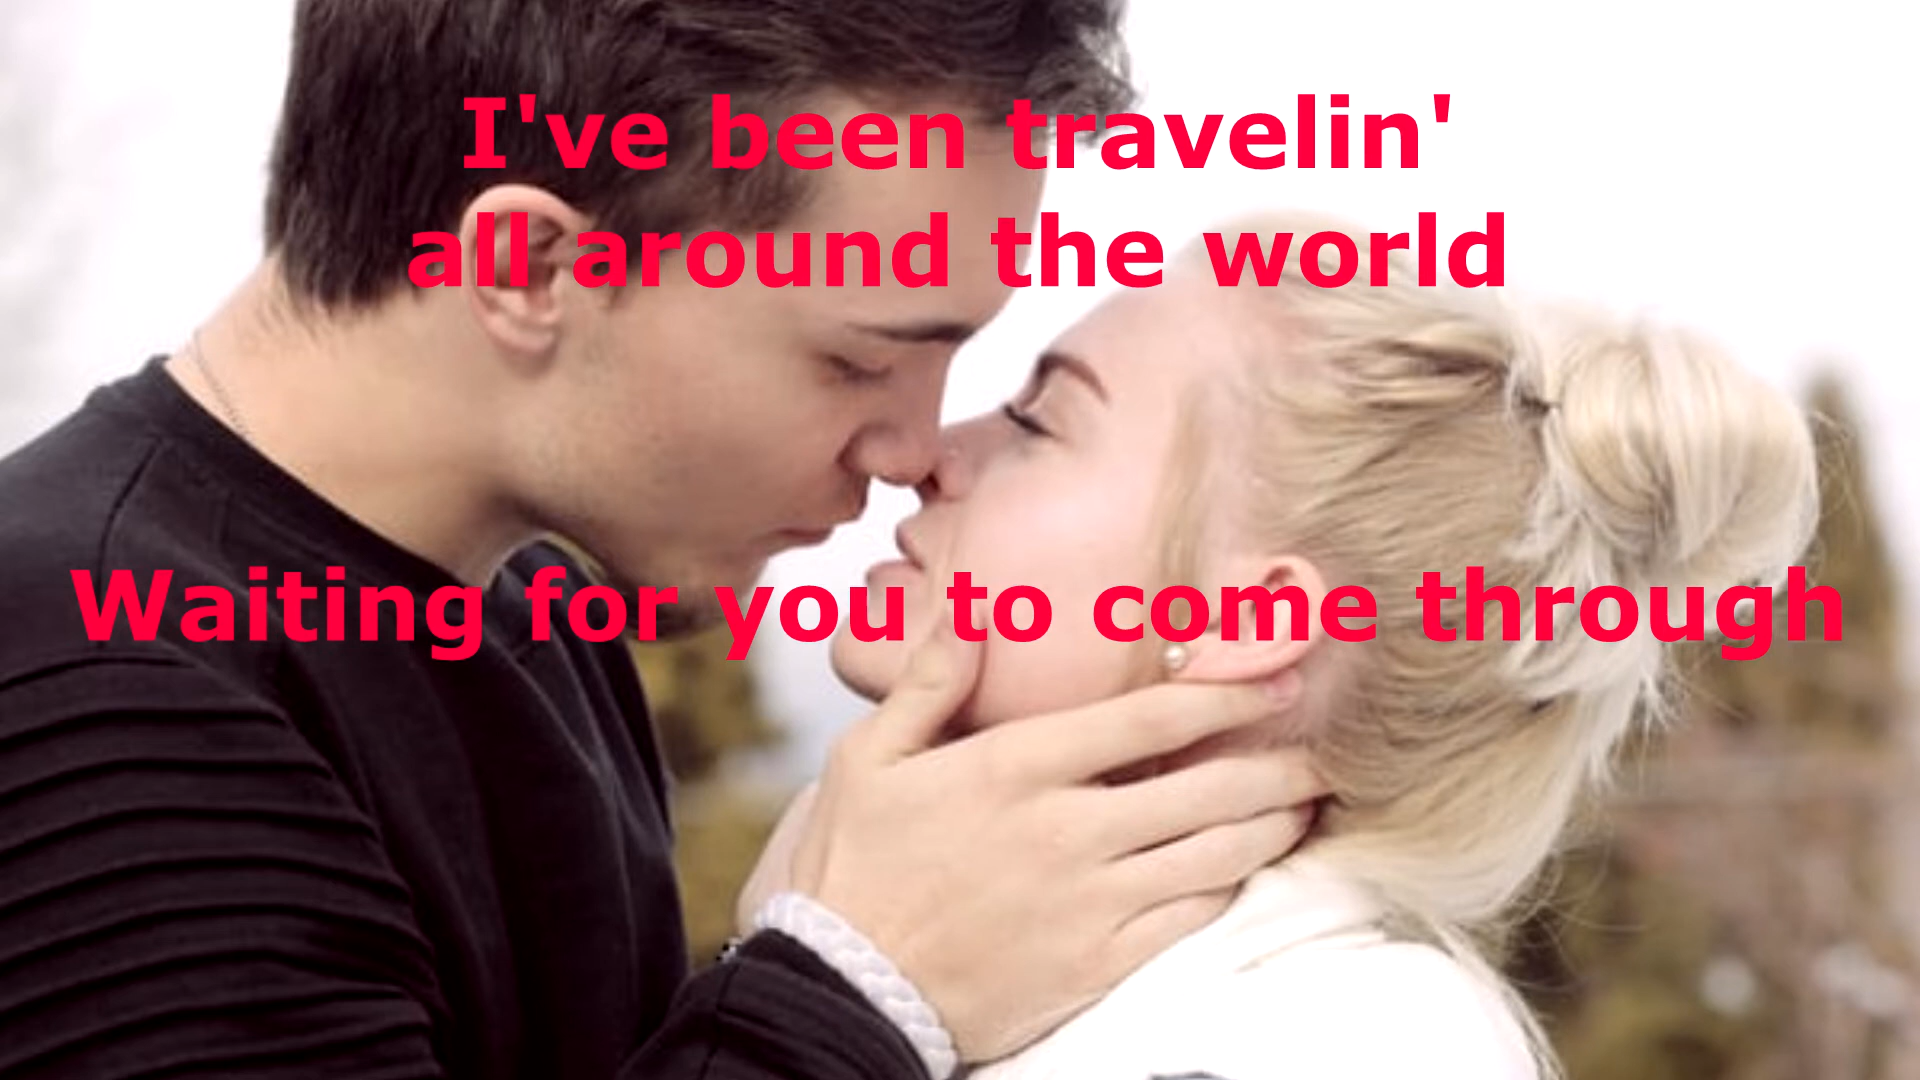 I've been travelin'
all around the world
Waiting for you to come through